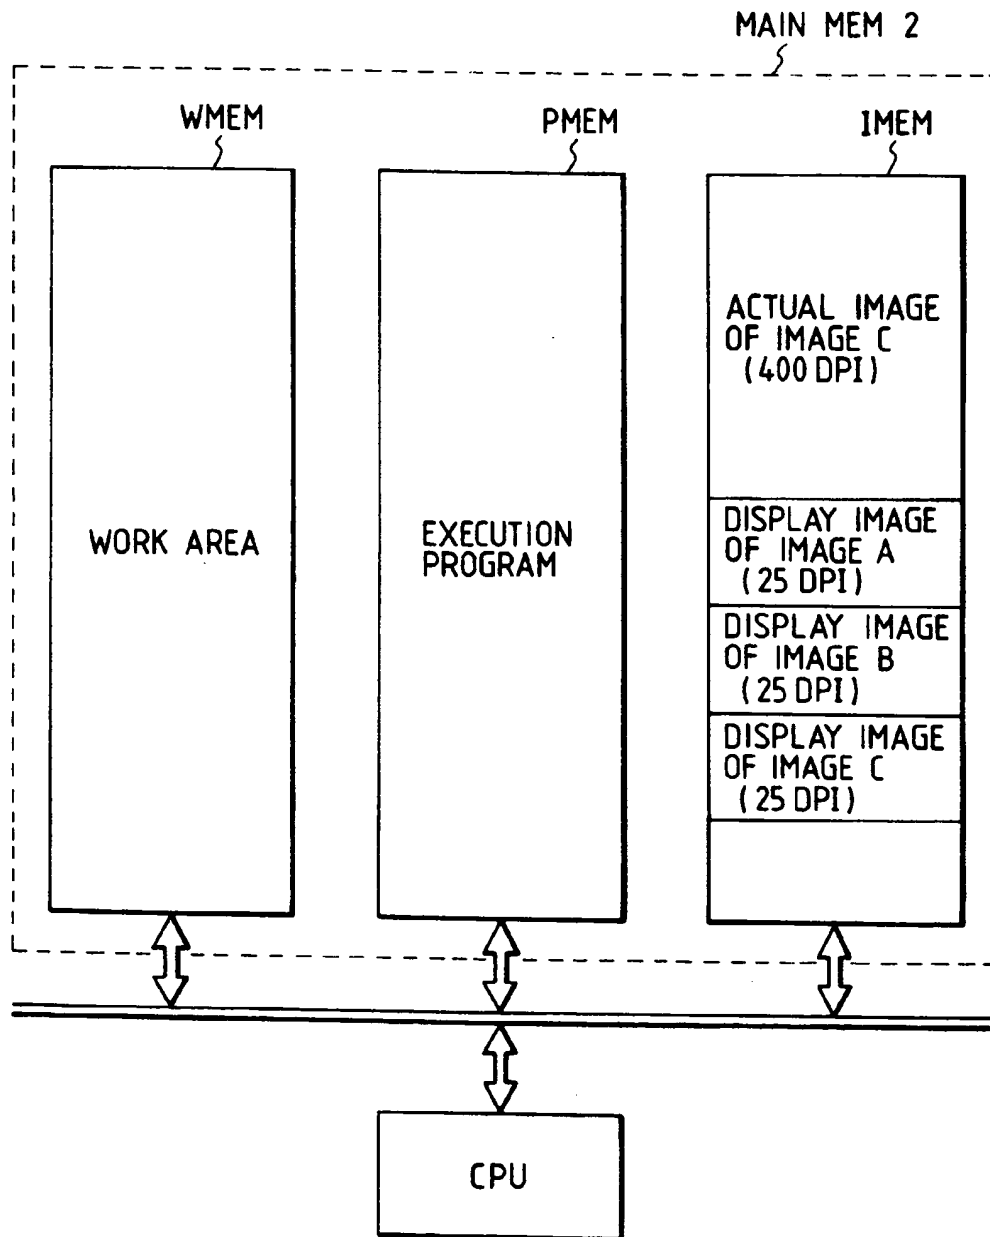 MAIN MEM 2
WMEM
PMEM
IMEM
WORK AREA
EXECUTION
PROGRAM
ACTUAL IMAGE
OF IMAGE C
(400 DPI)
DISPLAY IMAGE
OF IMAGE A
(25 DPI)
DISPLAY IMAGE
OF IMAGE B
(25 DPI)
DISPLAY IMAGE
OF IMAGE C
(25 DPI)
CPU